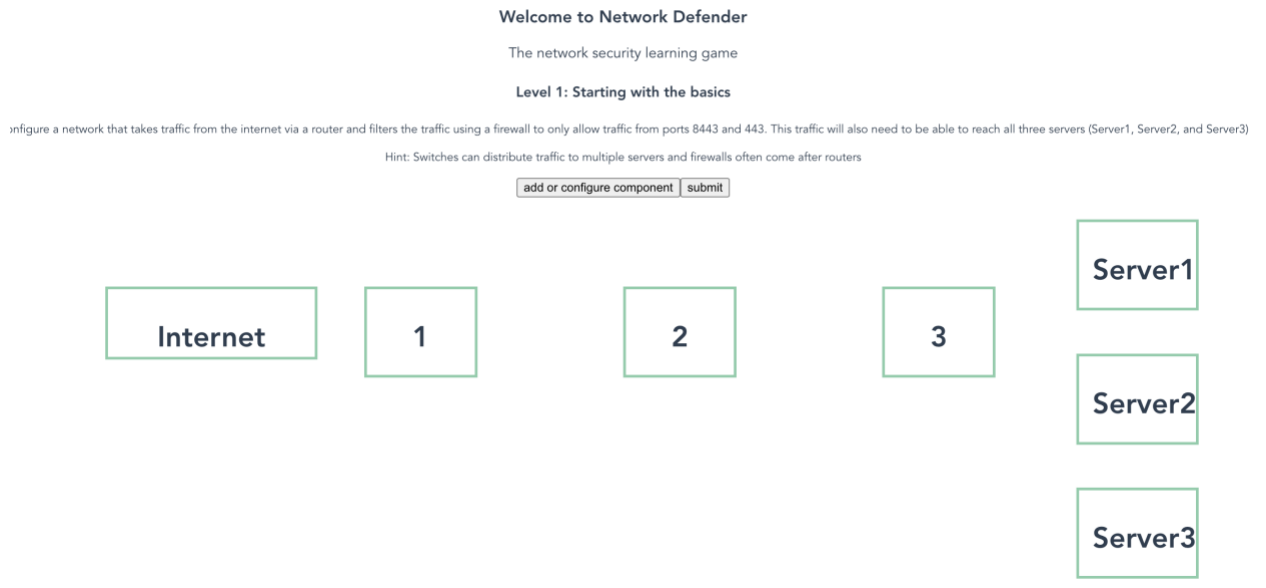 Welcome to Network Defender
The network security learning game
Level 1: Starting with the basics
a network that takes traffic from the internet via a router and filters the traffic using a firewall to only allow traffic from ports 8443 and 443. This traffic will also need to be able to reach all three servers (Server1, Server2, and Server3)
Hint: Switches can distribute traffic to multiple servers and firewalls often come after routers
add or configure component submit
Internet
1
2
3
Server1
Server2
Server3